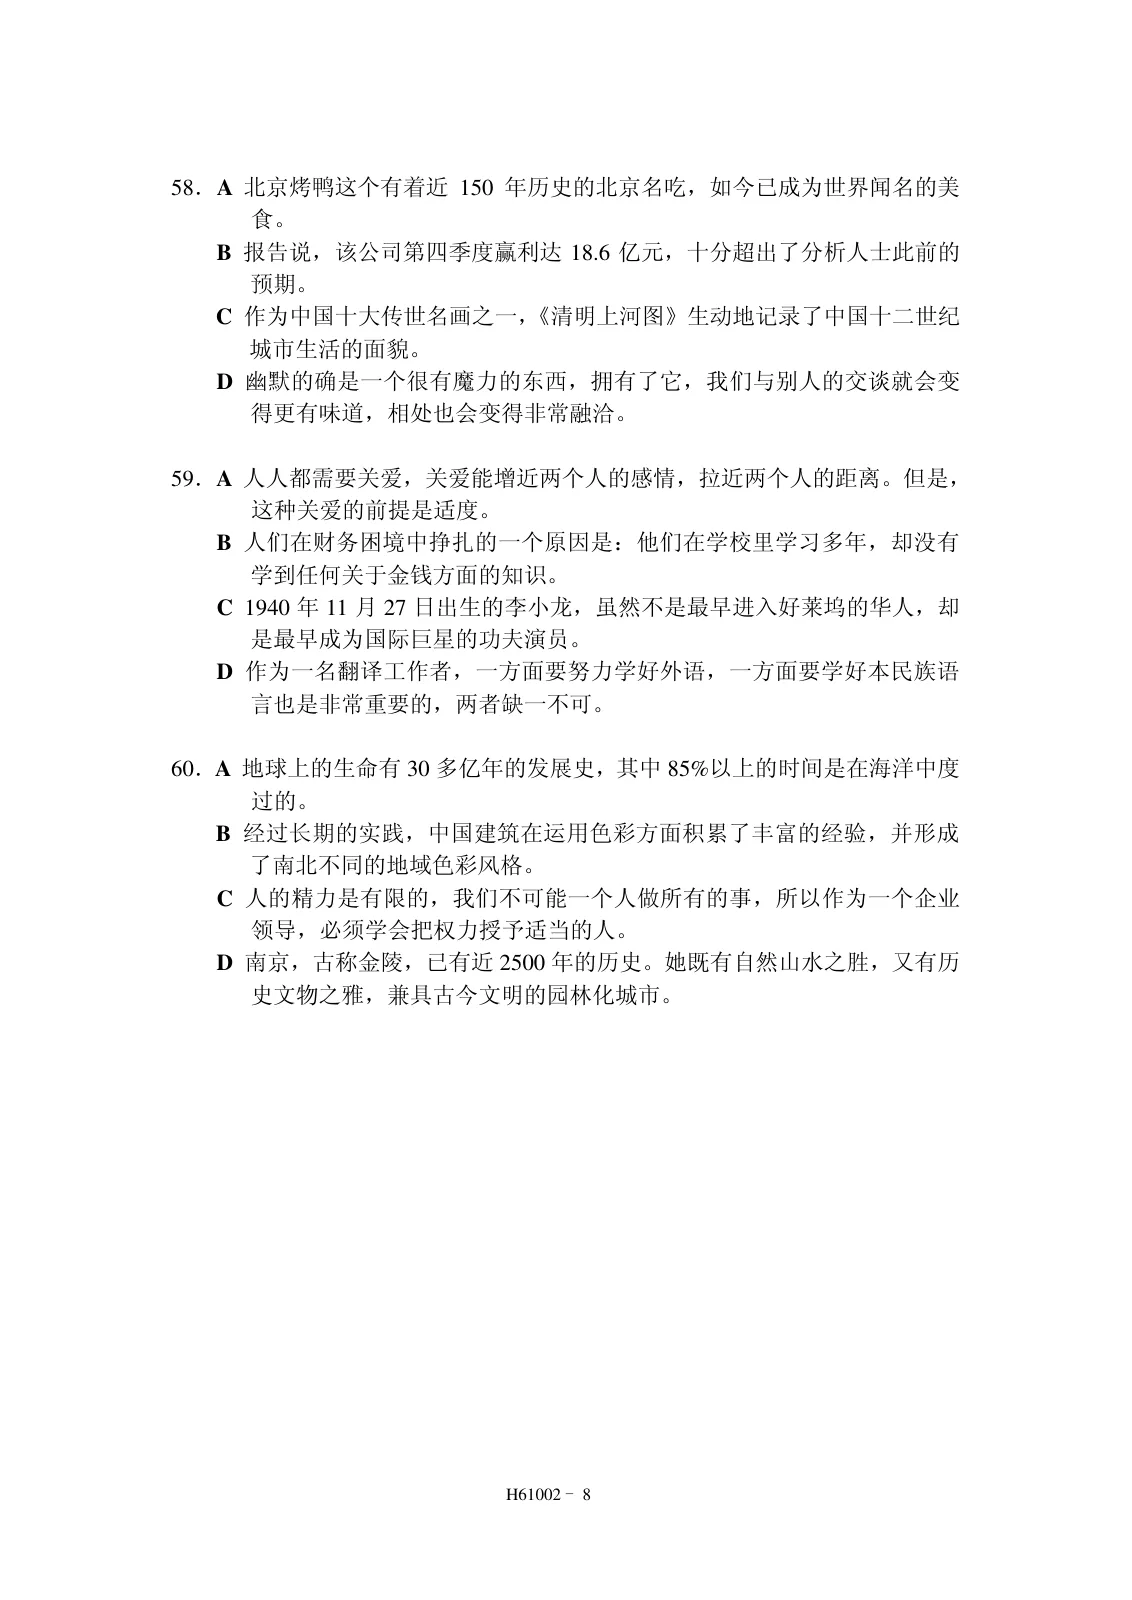 58．A 北京烤鸭这个有着近 150 年历史的北京名吃，如今已成为世界闻名的美
食。
B 报告说，该公司第四季度赢利达 18.6 亿元，十分超出了分析人士此前的
预期。
C 作为中国十大传世名画之一，《清明上河图》生动地记录了中国十二世纪
城市生活的面貌。
D 幽默的确是一个很有魔力的东西，拥有了它，我们与别人的交谈就会变
得更有味道，相处也会变得非常融洽。
59．A 人人都需要关爱，关爱能增近两个人的感情，拉近两个人的距离。但是，
这种关爱的前提是适度。
B 人们在财务困境中挣扎的一个原因是：他们在学校里学习多年，却没有
学到任何关于金钱方面的知识。
C 1940 年 11 月 27 日出生的李小龙，虽然不是最早进入好莱坞的华人，却
是最早成为国际巨星的功夫演员。
D 作为一名翻译工作者，一方面要努力学好外语，一方面要学好本民族语
言也是非常重要的，两者缺一不可。
60．A 地球上的生命有 30 多亿年的发展史，其中 85%以上的时间是在海洋中度
过的。
B 经过长期的实践，中国建筑在运用色彩方面积累了丰富的经验，并形成
了南北不同的地域色彩风格。
C 人的精力是有限的，我们不可能一个人做所有的事，所以作为一个企业
领导，必须学会把权力授予适当的人。
D 南京，古称金陵，已有近 2500 年的历史。她既有自然山水之胜，又有历
史文物之雅，兼具古今文明的园林化城市。
H61002－ 8